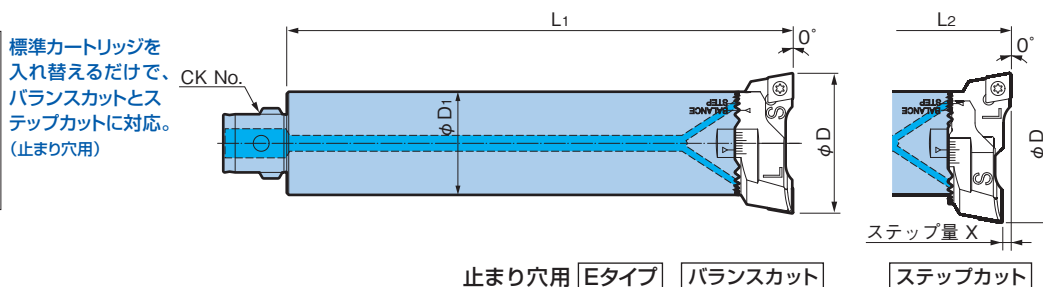 標準カートリッジを
入れ替えるだけで、
バランスカットとス
テップカットに対応。
(止まり穴用)
CK No.
L1
0°
φD1
BALANCE
STEP
S
L
φD
L2
0°
BALANCE
STEP
L
S
φD
ステップ量 X
止まり穴用 Eタイプ バランスカット ステップカット